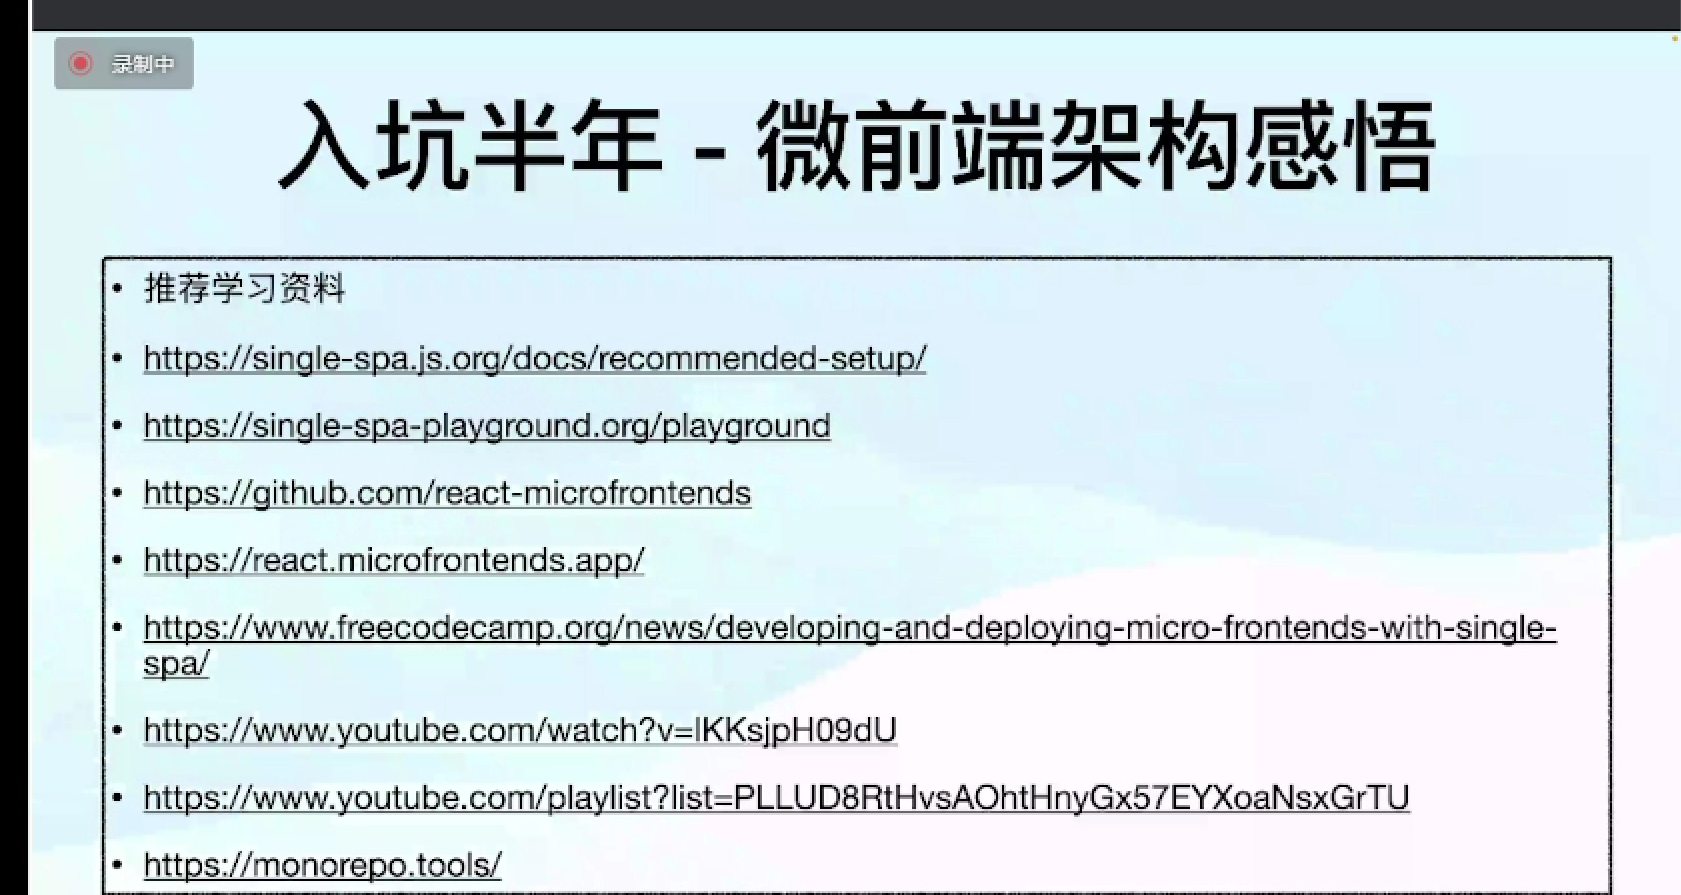 录制中
入坑半年 - 微前端架构感悟
• 推荐学习资料
• https://single-spa.js.org/docs/recommended-setup/
• https://single-spa-playground.org/playground
• https://github.com/react-microfrontends
• https://react.microfrontends.app/
• https://www.freecodecamp.org/news/developing-and-deploying-micro-frontends-with-single-
spa/
• https://www.youtube.com/watch?v=lKKsjpH09dU
• https://www.youtube.com/playlist?list=PLLUD8RtHvsAOhtHnyGx57EYXoaNsxGrTU
• https://monorepo.tools/